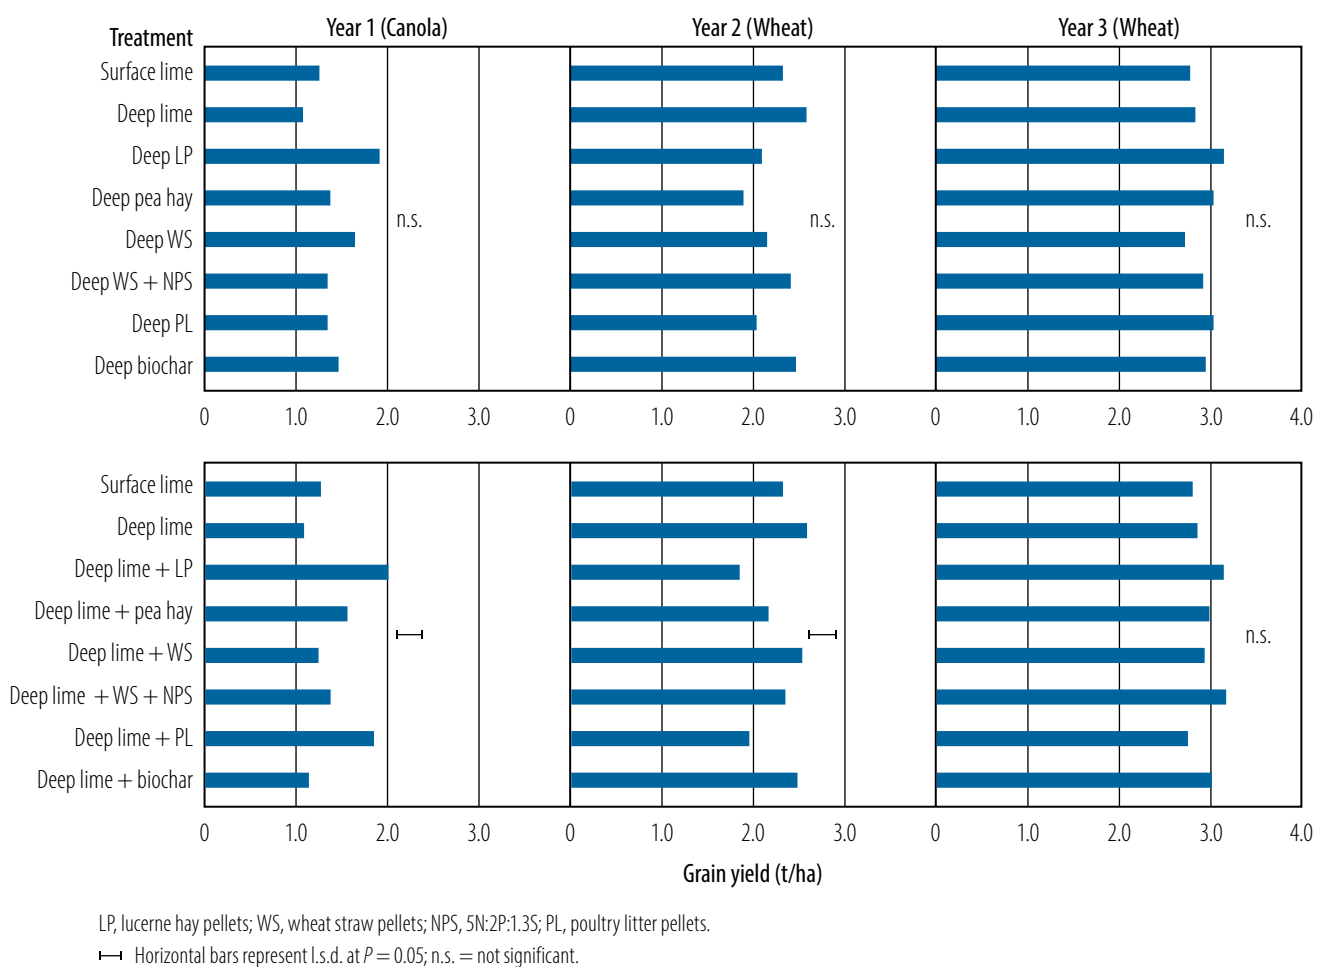 Treatment
Year 1 (Canola)
Year 2 (Wheat)
Year 3 (Wheat)
Surface lime
Deep lime
Deep LP
Deep pea hay
Deep WS
Deep WS + NPS
Deep PL
Deep biochar
n.s.
n.s.
n.s.
0 1.0 2.0 3.0 0 1.0 2.0 3.0 0 1.0 2.0 3.0 4.0
Surface lime
Deep lime
Deep lime + LP
Deep lime + pea hay
Deep lime + WS
Deep lime + WS + NPS
Deep lime + PL
Deep lime + biochar
n.s.
0 1.0 2.0 3.0 0 1.0 2.0 3.0 0 1.0 2.0 3.0 4.0
Grain yield (t/ha)
LP, lucerne hay pellets; WS, wheat straw pellets; NPS, 5N:2P:1.3S; PL, poultry litter pellets.
Horizontal bars represent l.s.d. at P = 0.05; n.s. = not significant.